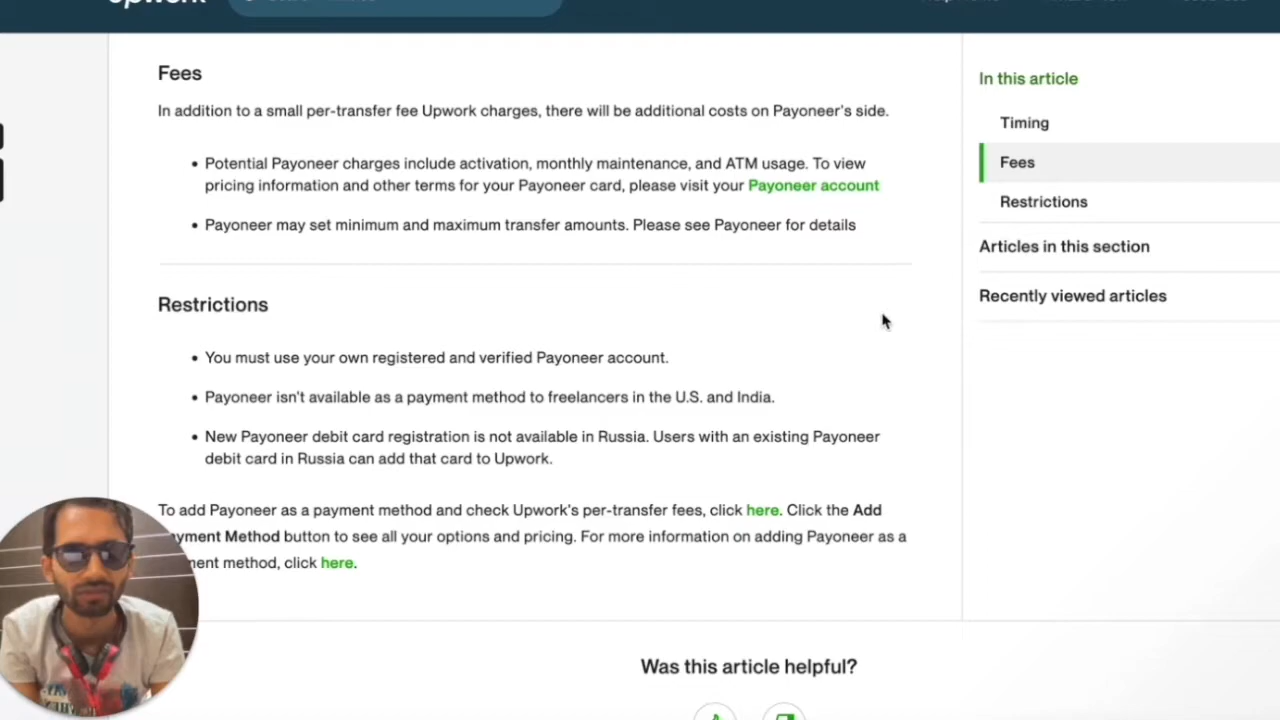 Upwork
Fees
In addition to a small per-transfer fee Upwork charges, there will be additional costs on Payoneer's side.
• Potential Payoneer charges include activation, monthly maintenance, and ATM usage. To view
pricing information and other terms for your Payoneer card, please visit your Payoneer account
• Payoneer may set minimum and maximum transfer amounts. Please see Payoneer for details
Restrictions
• You must use your own registered and verified Payoneer account.
• Payoneer isn't available as a payment method to freelancers in the U.S. and India.
• New Payoneer debit card registration is not available in Russia. Users with an existing Payoneer
debit card in Russia can add that card to Upwork.
To add Payoneer as a payment method and check Upwork's per-transfer fees, click here. Click the Add
yment Method button to see all your options and pricing. For more information on adding Payoneer as a
ment method, click here.
Was this article helpful?
In this article
Timing
Fees
Restrictions
Articles in this section
Recently viewed articles